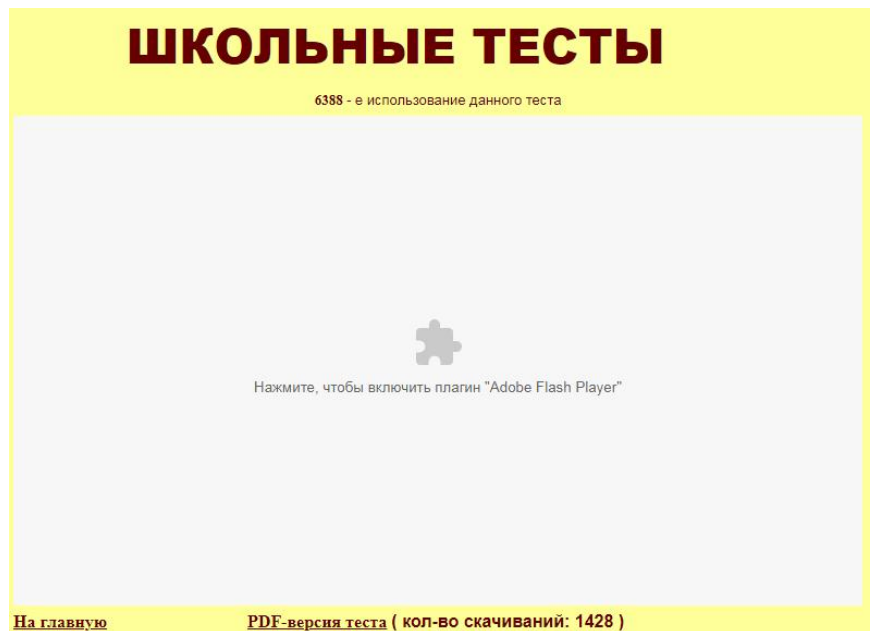 ШКОЛЬНЫЕ ТЕСТЫ
6388 - е использование данного теста
Нажмите, чтобы включить плагин "Adobe Flash Player"
На главную PDF-версия теста ( кол-во скачиваний: 1428 )